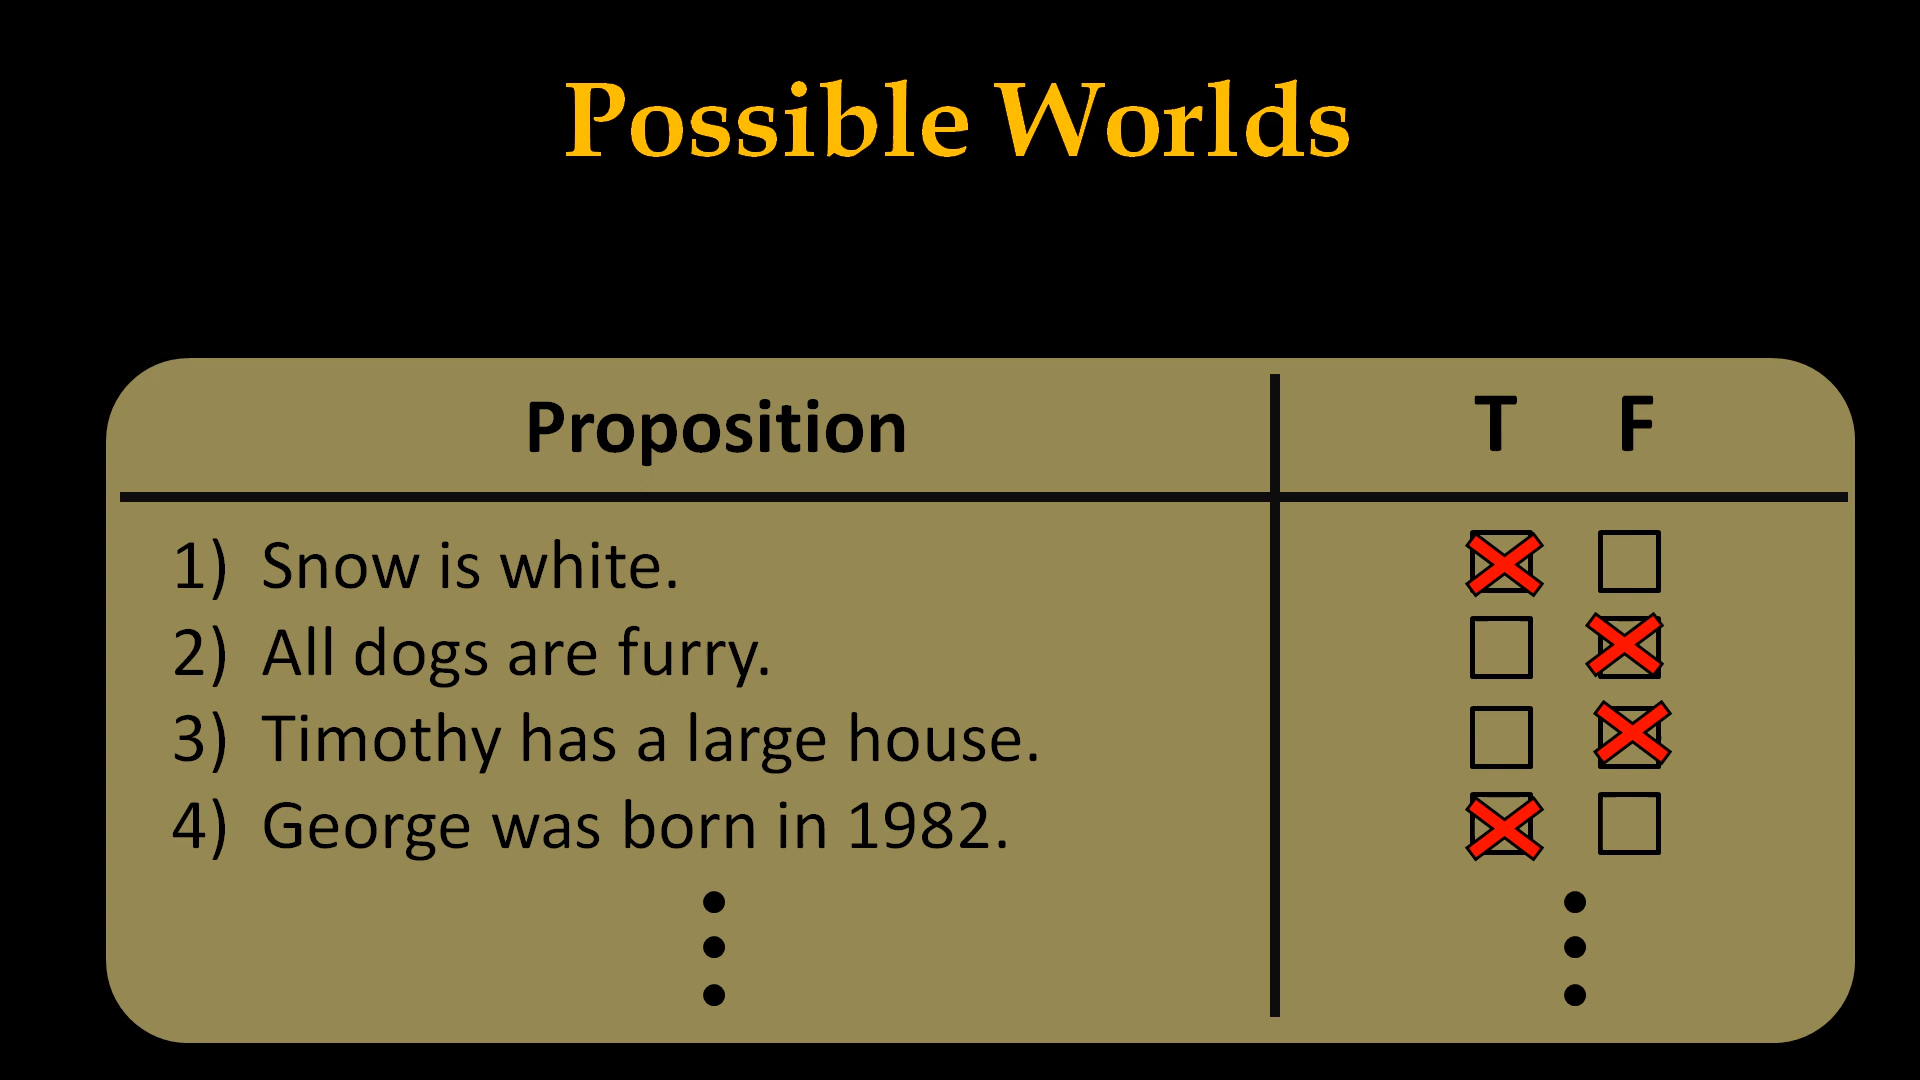 Possible Worlds
Proposition T F
1) Snow is white.
2) All dogs are furry.
3) Timothy has a large house.
4) George was born in 1982.